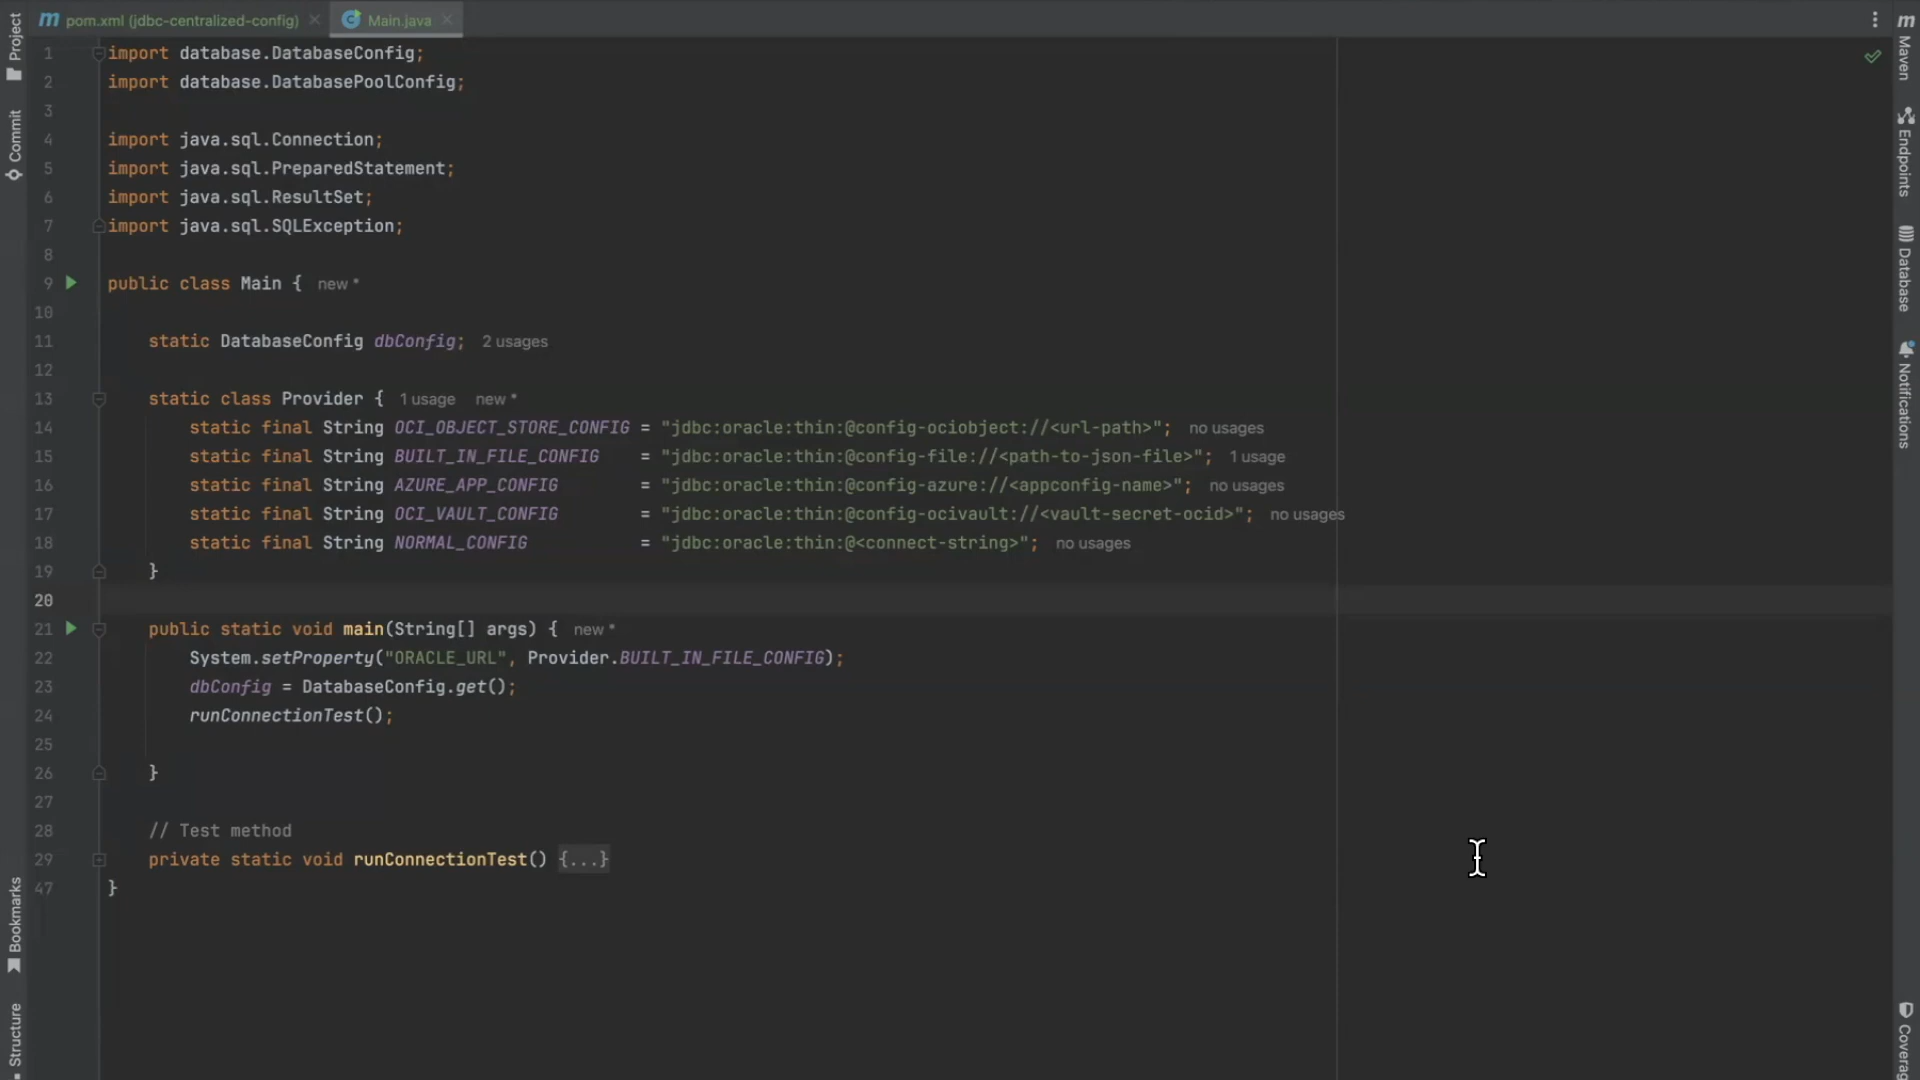 pom.xml (jdbc-centralized-config)
Main.java
Project
Commit
Bookmarks
Structure
1 import database.DatabaseConfig;
2 import database.DatabasePoolConfig;
3
4 import java.sql.Connection;
5 import java.sql.PreparedStatement;
6 import java.sql.ResultSet;
7 import java.sql.SQLException;
8
9 public class Main { new *
10
11 static DatabaseConfig dbConfig; 2 usages
12
13 static class Provider { 1 usage new *
14 static final String OCI_OBJECT_STORE_CONFIG = "jdbc:oracle:thin:@config-ociobject://<url-path>"; no usages
15 static final String BUILT_IN_FILE_CONFIG = "jdbc:oracle:thin:@config-file://<path-to-json-file>"; 1 usage
16 static final String AZURE_APP_CONFIG = "jdbc:oracle:thin:@config-azure://<appconfig-name>"; no usages
17 static final String OCI_VAULT_CONFIG = "jdbc:oracle:thin:@config-ocivault://<vault-secret-ocid>"; no usages
18 static final String NORMAL_CONFIG = "jdbc:oracle:thin:@<connect-string>"; no usages
19 }
20
21 public static void main(String[] args) { new *
22 System.setProperty("ORACLE_URL", Provider.BUILT_IN_FILE_CONFIG);
23 dbConfig = DatabaseConfig.get();
24 runConnectionTest();
25
26 }
27
28 // Test method
29 private static void runConnectionTest() {...}
47 }
Maven
Endpoints
Database
Notifications
Coverag